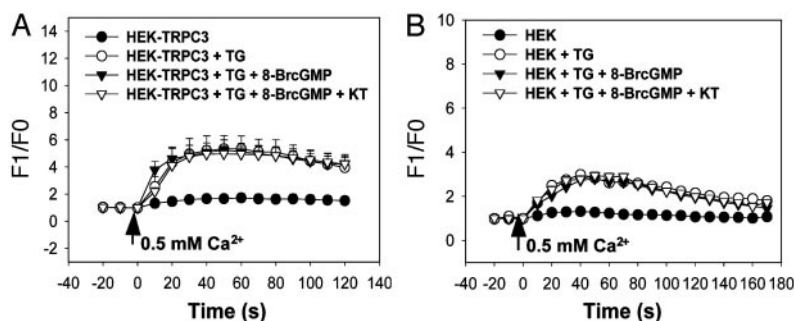 A
HEK-TRPC3
HEK-TRPC3 + TG
HEK-TRPC3 + TG + 8-BrcGMP
HEK-TRPC3 + TG + 8-BrcGMP + KT
F1/F0
14
12
10
8
6
4
2
0
-2
0.5 mM Ca²⁺
-40 -20 0 20 40 60 80 100 120 140
Time (s)
B
HEK
HEK + TG
HEK + TG + 8-BrcGMP
HEK + TG + 8-BrcGMP + KT
F1/F0
10
8
6
4
2
0
0.5 mM Ca²⁺
-40 -20 0 20 40 60 80 100 120 140 160 180
Time (s)